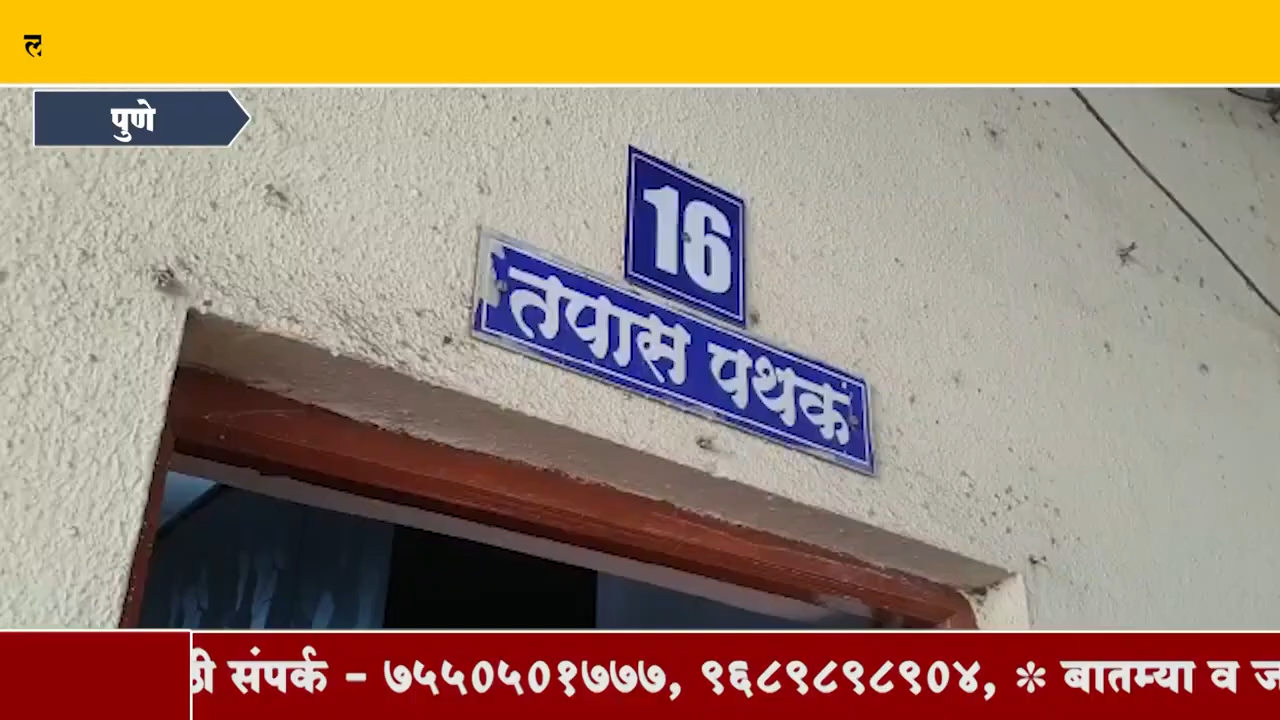 ल
पुणे
16
तपास पथक
संपर्क - ७५५०५०१७७७, ९६८९८९८९०४, * बातम्या व